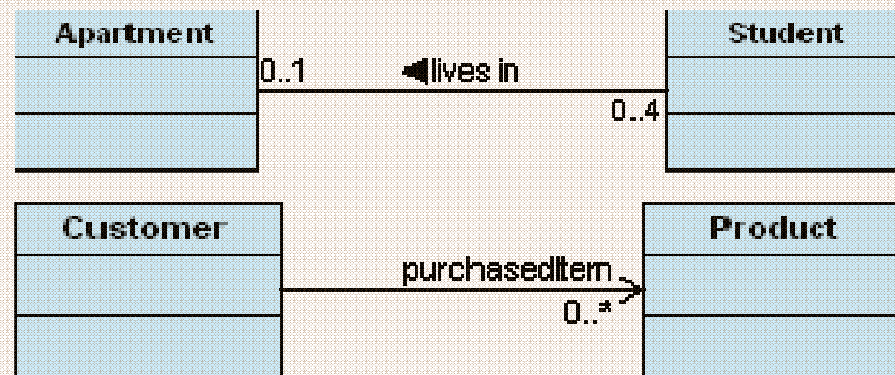 Apartment
Student
0..1
lives in
0..4
Customer
Product
purchasedItem
0..*